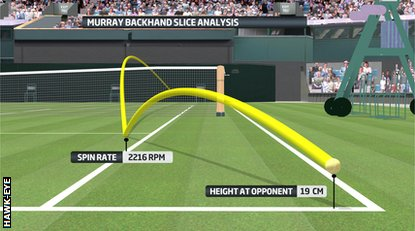 MURRAY BACKHAND SLICE ANALYSIS
SPIN RATE 2216 RPM
HEIGHT AT OPPONENT 19 CM
HAWK-EYE